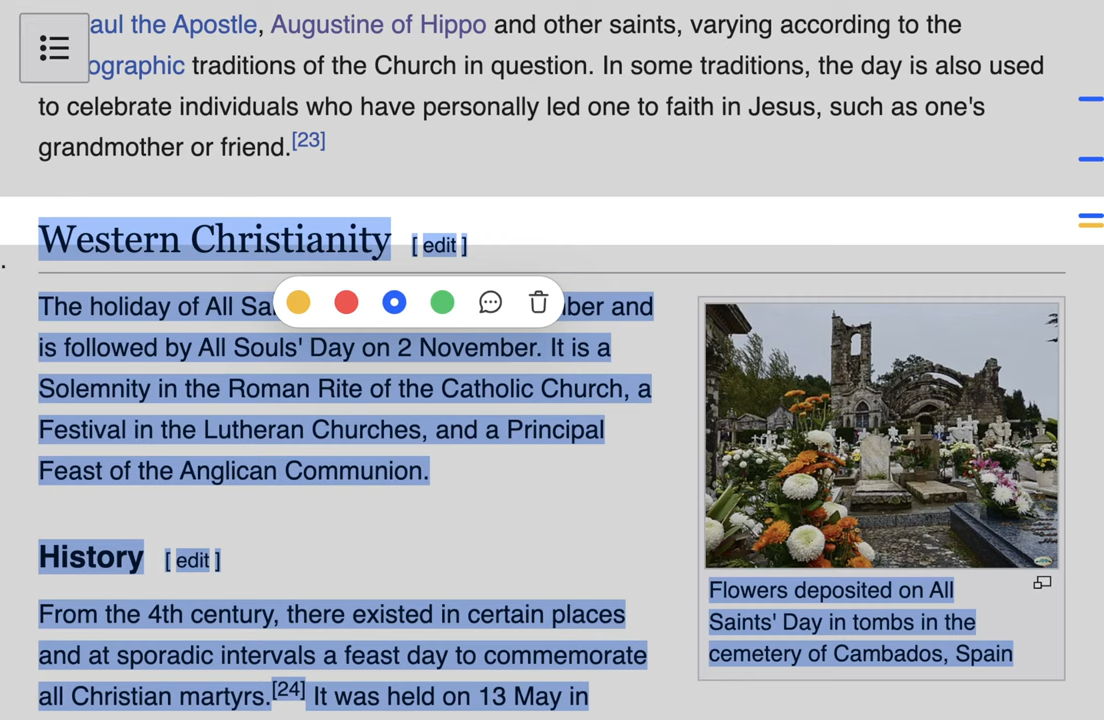 aul the Apostle, Augustine of Hippo and other saints, varying according to the
ographic traditions of the Church in question. In some traditions, the day is also used
to celebrate individuals who have personally led one to faith in Jesus, such as one's
grandmother or friend.[23]
Western Christianity [ edit ]
The holiday of All Sa ber and
is followed by All Souls' Day on 2 November. It is a
Solemnity in the Roman Rite of the Catholic Church, a
Festival in the Lutheran Churches, and a Principal
Feast of the Anglican Communion.
History [ edit ]
From the 4th century, there existed in certain places
and at sporadic intervals a feast day to commemorate
all Christian martyrs.[24] It was held on 13 May in
Flowers deposited on All
Saints' Day in tombs in the
cemetery of Cambados, Spain